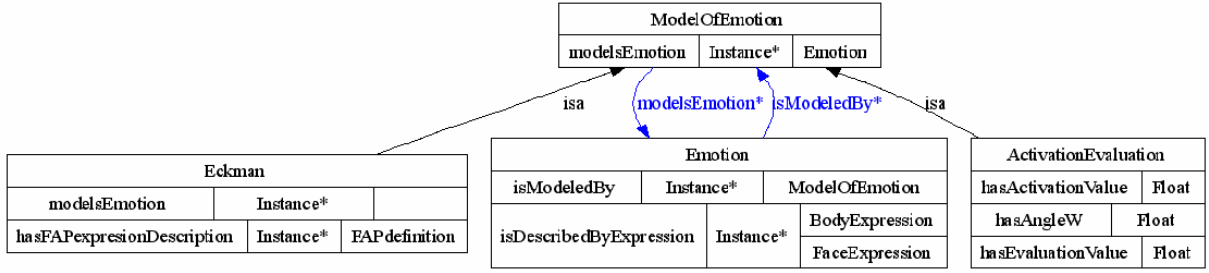 ModelOfEmotion
modelsEmotion Instance* Emotion
isa modelsEmotion* isModeledBy* isa
Eckman
modelsEmotion Instance*
hasFAPexpresionDescription Instance* FAPdefinition
Emotion
isModeledBy Instance* ModelOfEmotion
isDescribedByExpression Instance* BodyExpression
FaceExpression
ActivationEvaluation
hasActivationValue Float
hasAngleW Float
hasEvaluationValue Float